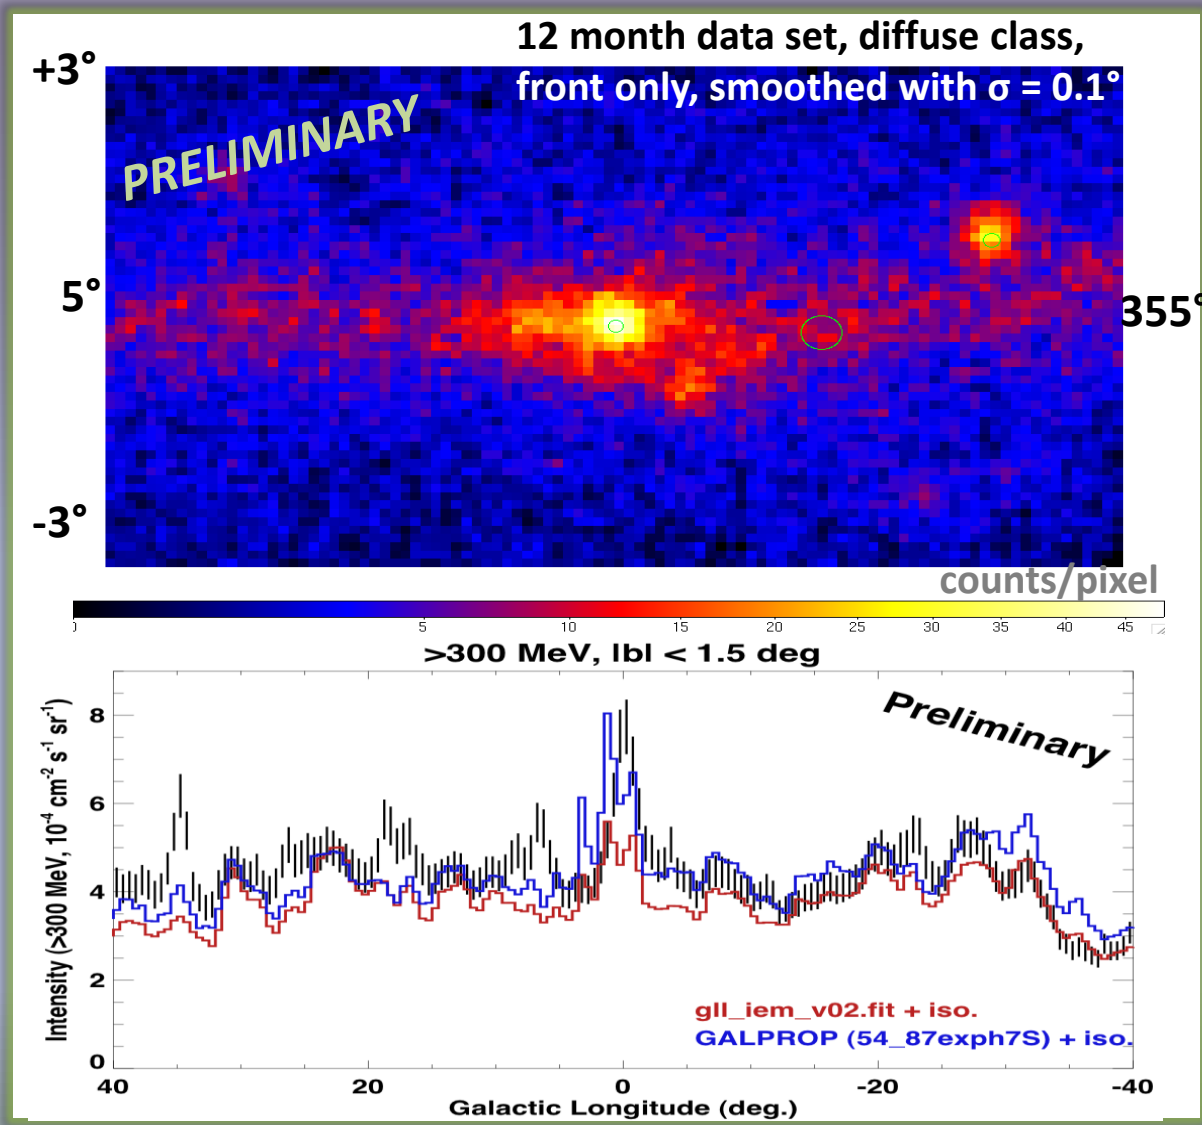 12 month data set, diffuse class,
front only, smoothed with σ = 0.1°
+3°
PRELIMINARY
5°
355°
-3°
counts/pixel
0 5 10 15 20 25 30 35 40 45
>300 MeV, lbl < 1.5 deg
Preliminary
Intensity (>300 MeV, 10⁻⁴ cm⁻² s⁻¹ sr⁻¹)
8
6
4
2
0
gll_iem_v02.fit + iso.
GALPROP (54_87exph7S) + iso.
40 20 0 -20 -40
Galactic Longitude (deg.)